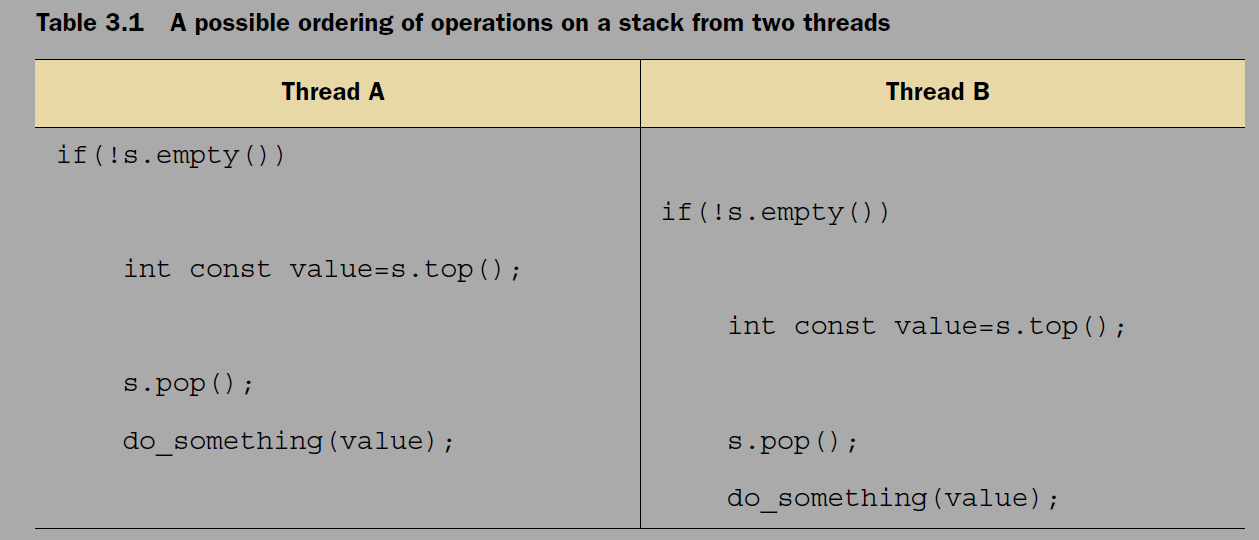 Table 3.1 A possible ordering of operations on a stack from two threads
Thread A Thread B
if(!s.empty())
if(!s.empty())
int const value=s.top();
int const value=s.top();
s.pop();
do_something(value); s.pop();
do_something(value);